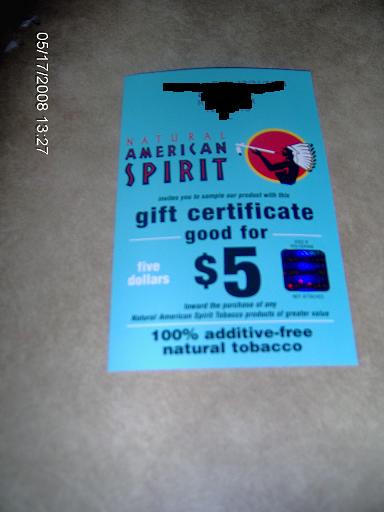 05/17/2008 13:27
NATURAL
AMERICAN
SPIRIT
invites you to sample our product with this
gift certificate
good for
five
dollars
$5
toward the purchase of any
Natural American Spirit Tobacco products of greater value
100% additive-free
natural tobacco